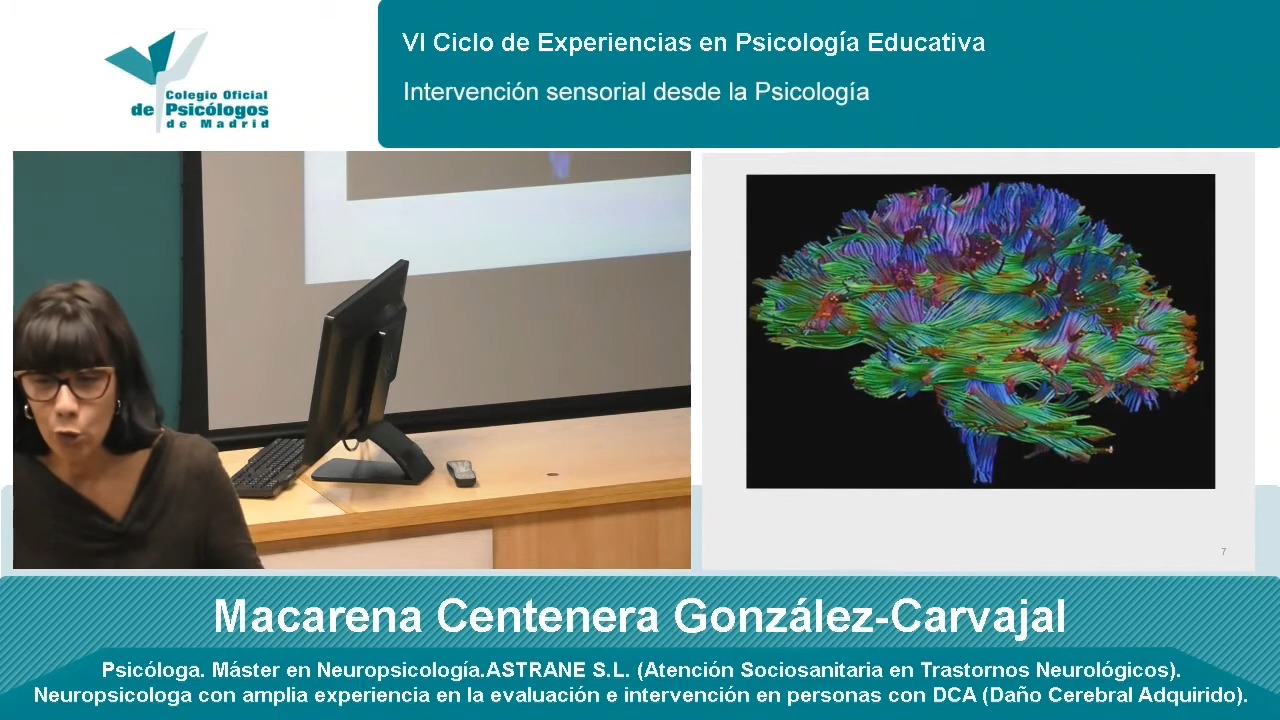 Colegio Oficial
de Psicólogos
de Madrid
VI Ciclo de Experiencias en Psicología Educativa
Intervención sensorial desde la Psicología
7
Macarena Centenera González-Carvajal
Psicóloga. Máster en Neuropsicología.ASTRANE S.L. (Atención Sociosanitaria en Trastornos Neurológicos).
Neuropsicologa con amplia experiencia en la evaluación e intervención en personas con DCA (Daño Cerebral Adquirido).